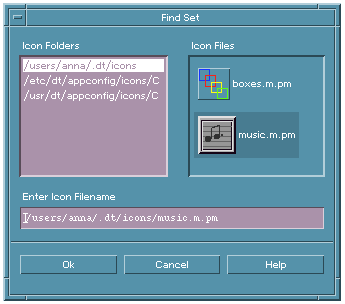 Find Set
Icon Folders
/users/anna/.dt/icons
/etc/dt/appconfig/icons/C
/usr/dt/appconfig/icons/C
Icon Files
boxes.m.pm
music.m.pm
Enter Icon Filename
/users/anna/.dt/icons/music.m.pm
Ok Cancel Help